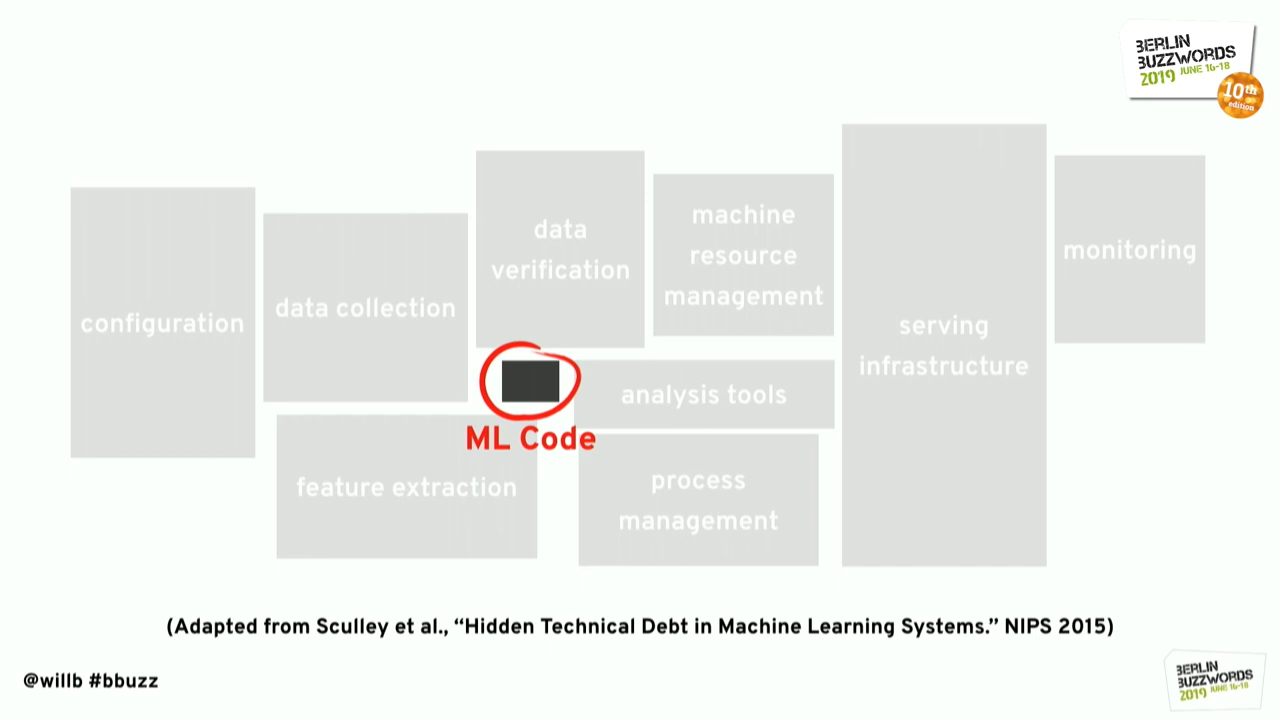 BERLIN
BUZZWORDS
2019 JUNE 16-18
10th
edition
configuration
data collection
data
verification
machine
resource
management
serving
infrastructure
monitoring
analysis tools
ML Code
feature extraction
process
management
(Adapted from Sculley et al., “Hidden Technical Debt in Machine Learning Systems.” NIPS 2015)
@willb #bbuzz
BERLIN
BUZZWORDS
2019 JUNE 16-18